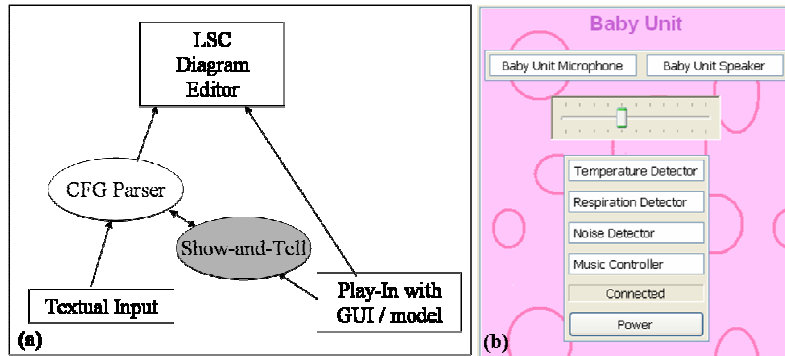 LSC
Diagram
Editor
CFG Parser
Show-and-Tell
Textual Input
Play-In with
GUI / model
(a)
Baby Unit
Baby Unit Microphone
Baby Unit Speaker
Temperature Detector
Respiration Detector
Noise Detector
Music Controller
Connected
Power
(b)